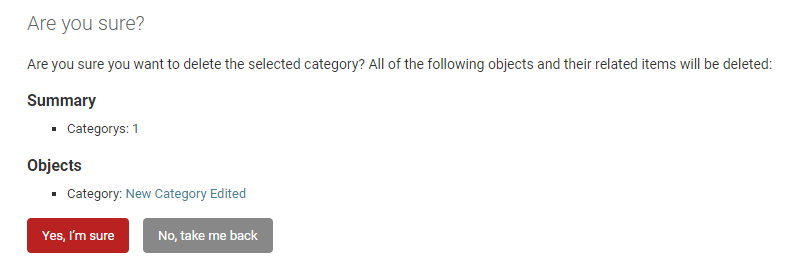 Are you sure?
Are you sure you want to delete the selected category? All of the following objects and their related items will be deleted:
Summary
Categorys: 1
Objects
Category: New Category Edited
Yes, I'm sure No, take me back